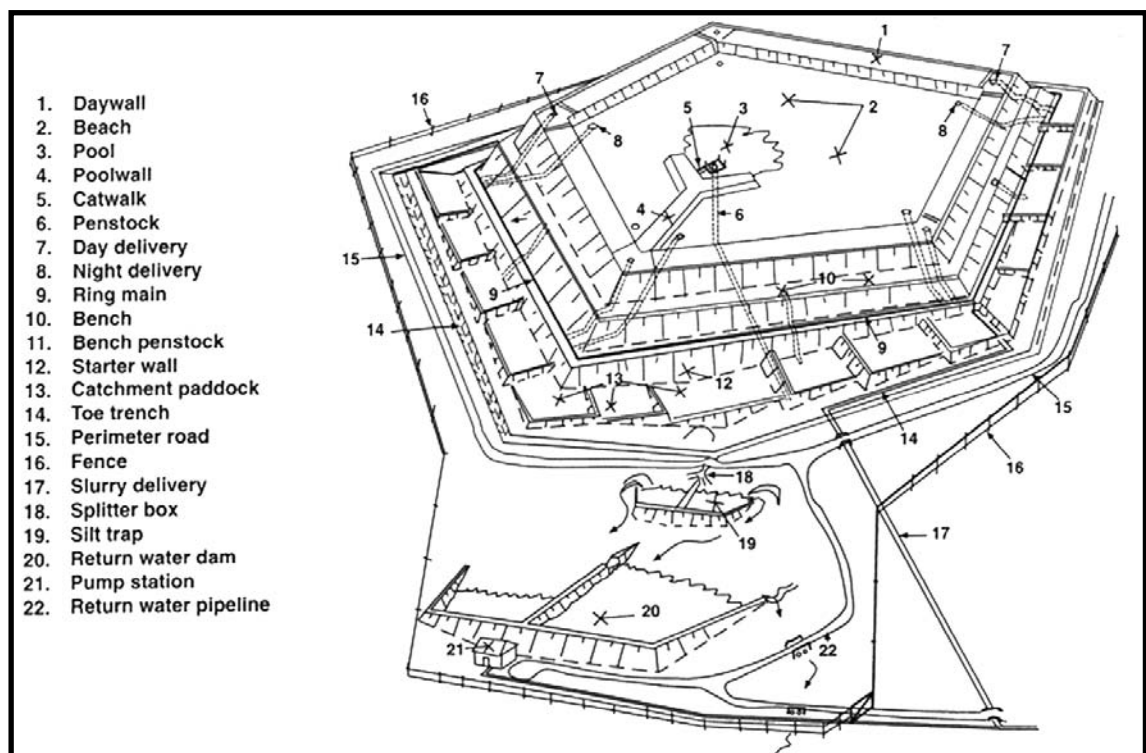 1. Daywall
2. Beach
3. Pool
4. Poolwall
5. Catwalk
6. Penstock
7. Day delivery
8. Night delivery
9. Ring main
10. Bench
11. Bench penstock
12. Starter wall
13. Catchment paddock
14. Toe trench
15. Perimeter road
16. Fence
17. Slurry delivery
18. Splitter box
19. Silt trap
20. Return water dam
21. Pump station
22. Return water pipeline
1
7
7
16
2
5
3
8
8
4
6
15
10
9
14
9
13
12
15
14
16
18
17
19
20
21
22